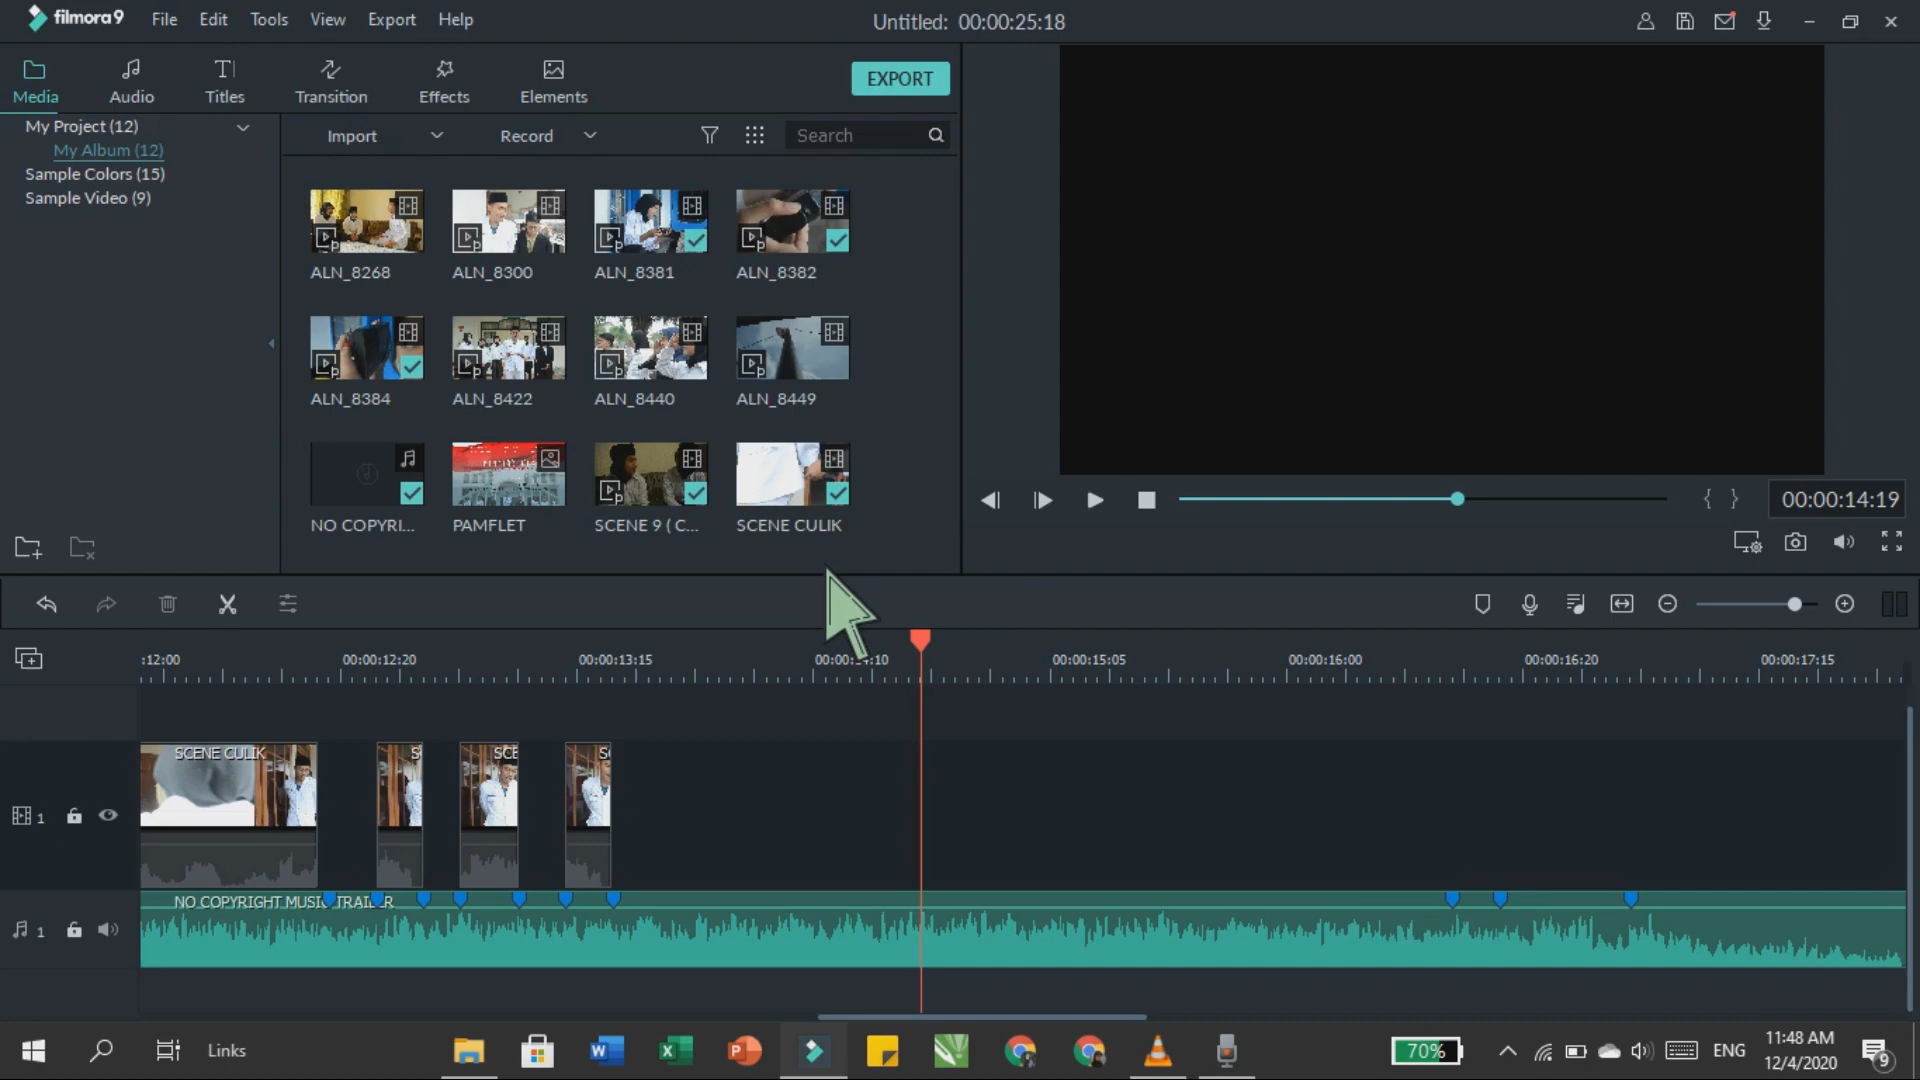 filmora9 File Edit Tools View Export Help
Untitled: 00:00:25:18
Media Audio Titles Transition Effects Elements
EXPORT
My Project (12)
My Album (12)
Sample Colors (15)
Sample Video (9)
Import Record Search
ALN_8268 ALN_8300 ALN_8381 ALN_8382
ALN_8384 ALN_8422 ALN_8440 ALN_8449
NO COPYRI... PAMFLET SCENE 9 ( C... SCENE CULIK
00:00:14:19
:12:00 00:00:12:20 00:00:13:15 00:00:15:05 00:00:16:00 00:00:16:20 00:00:17:15
SCENE CULIK SCE
1
NO COPYRIGHT MUSIC TRAILER
1
Links
70%
ENG
11:48 AM
12/4/2020
9